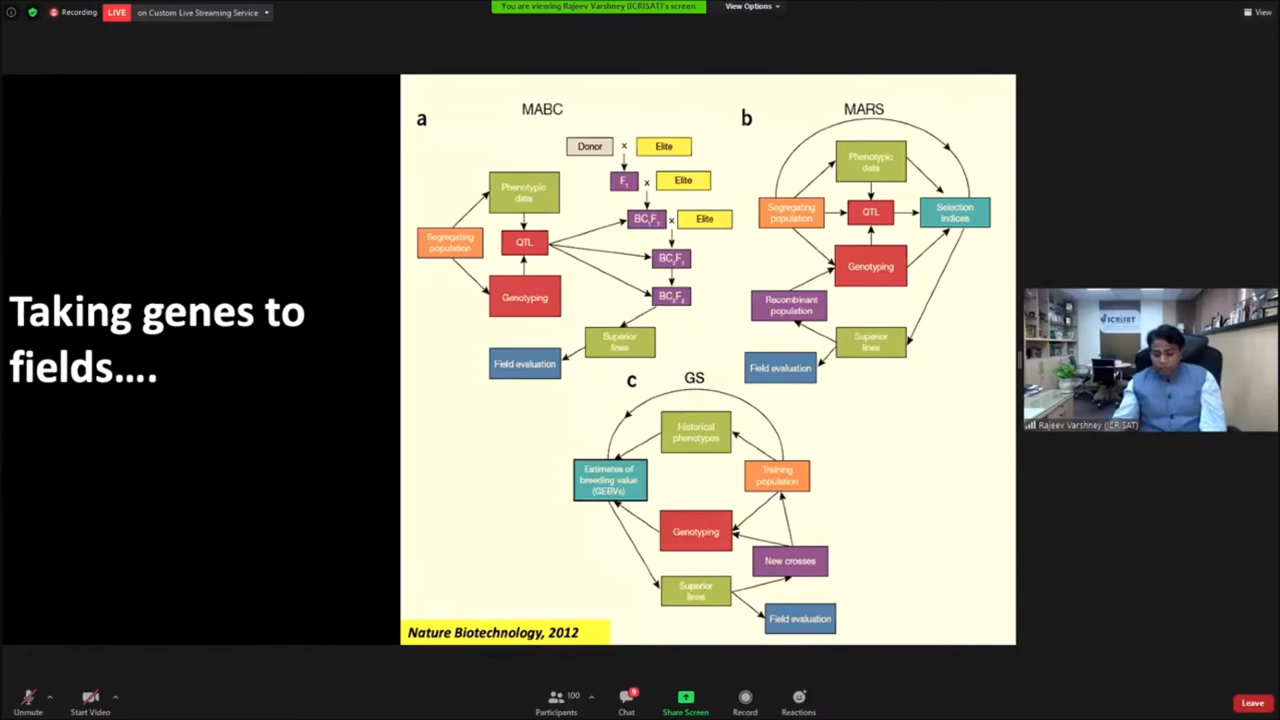 Recording
LIVE
on Custom Live Streaming Service
You are viewing Rajeev Varshney (ICRISAT)'s screen
View Options
View
Taking genes to
fields....
a
MABC
Donor
x
Elite
F1
x
Elite
BC1F1
x
Elite
Phenotypic
data
Segregating
population
QTL
Genotyping
BC2F1
Superior
lines
Field evaluation
b
MARS
Phenotypic
data
Segregating
population
QTL
Selection
indices
Genotyping
Recombinant
population
Superior
lines
Field evaluation
c
GS
Historical
phenotypes
Estimates of
breeding value
(GEBVs)
Training
population
Genotyping
New crosses
Superior
lines
Field evaluation
Nature Biotechnology, 2012
ICRISAT
Rajeev Varshney (ICRISAT)
Unmute
Start Video
100
Participants
9
Chat
Share Screen
Record
Reactions
Leave